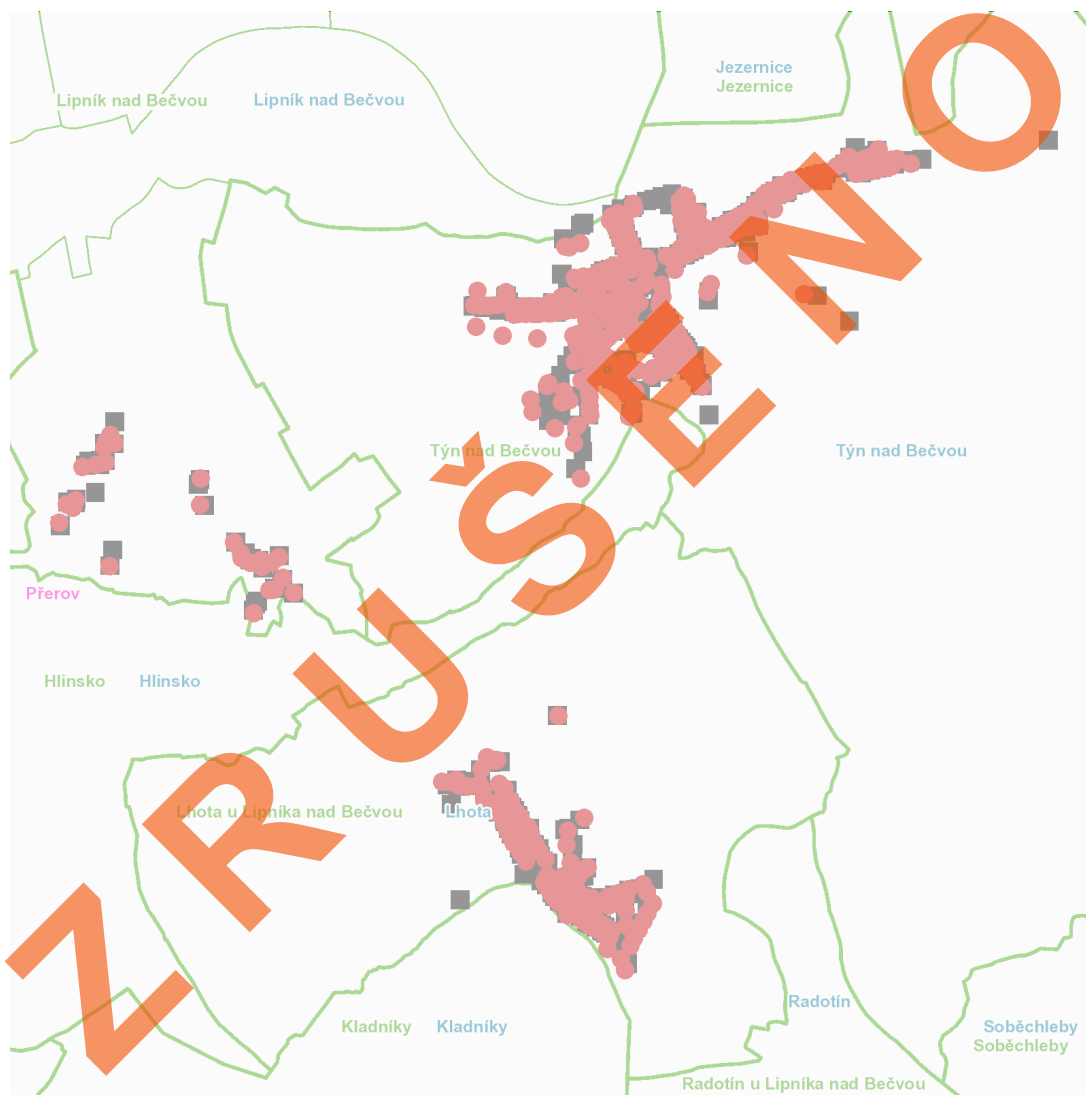 Jezernice
Jezernice
Lipník nad Bečvou
Lipník nad Bečvou
Týn nad Bečvou
Týn nad Bečvou
Přerov
Hlinsko
Hlinsko
Lhota u Lipníka nad Bečvou
Lhota
Radotín
Kladníky
Kladníky
Soběchleby
Soběchleby
Radotín u Lipníka nad Bečvou
ZRUŠENO